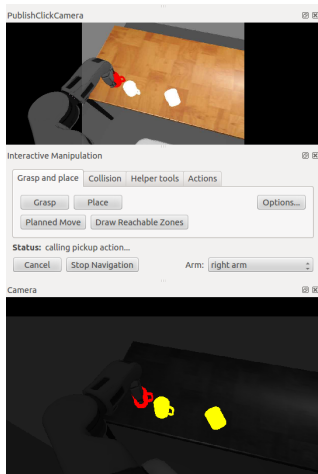 PublishClickCamera
Interactive Manipulation
Grasp and place Collision Helper tools Actions
Grasp Place Options...
Planned Move Draw Reachable Zones
Status: calling pickup action...
Cancel Stop Navigation Arm: right arm
Camera